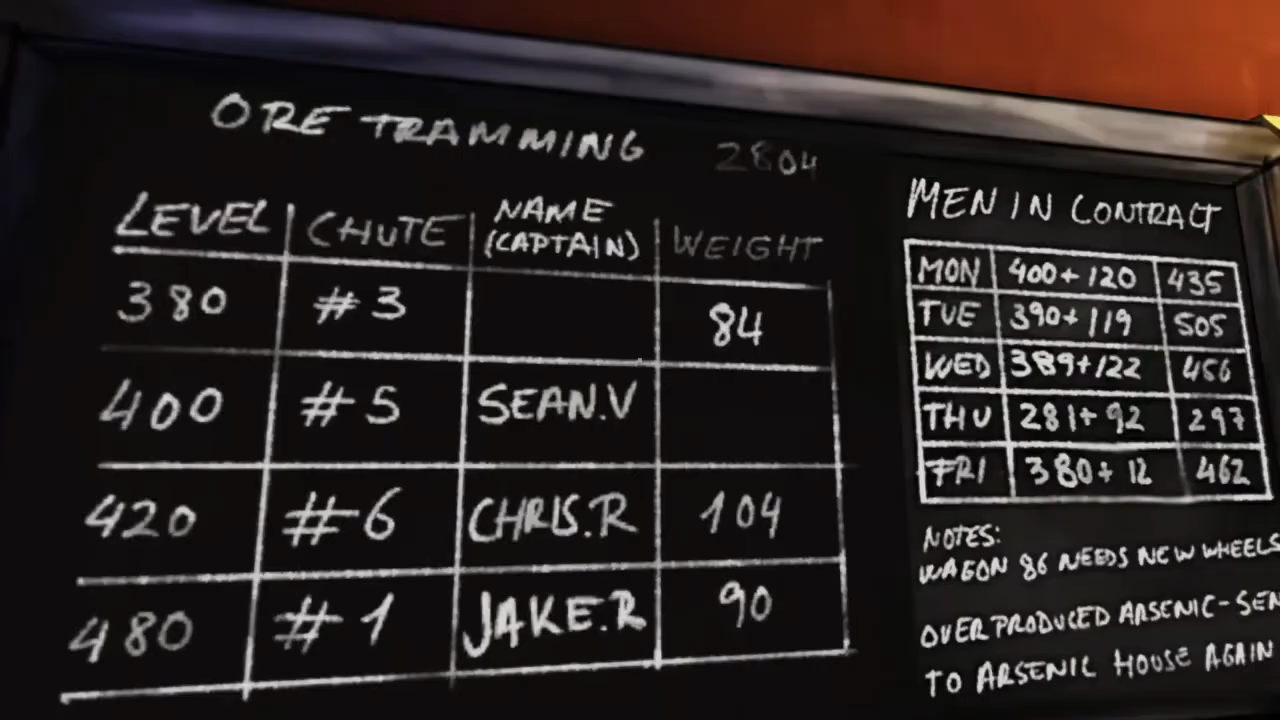 ORE TRAMMING 2804
LEVEL CHUTE NAME (CAPTAIN) WEIGHT
380 #3 84
400 #5 SEAN.V
420 #6 CHRIS.R 104
480 #1 JAKE.R 90
MEN IN CONTRACT
MON 400+120 435
TUE 390+119 505
WED 389+122 456
THU 281+92 297
FRI 380+12 462
NOTES:
WAGON 86 NEEDS NEW WHEELS
OVERPRODUCED ARSENIC-SEN
TO ARSENIC HOUSE AGAIN